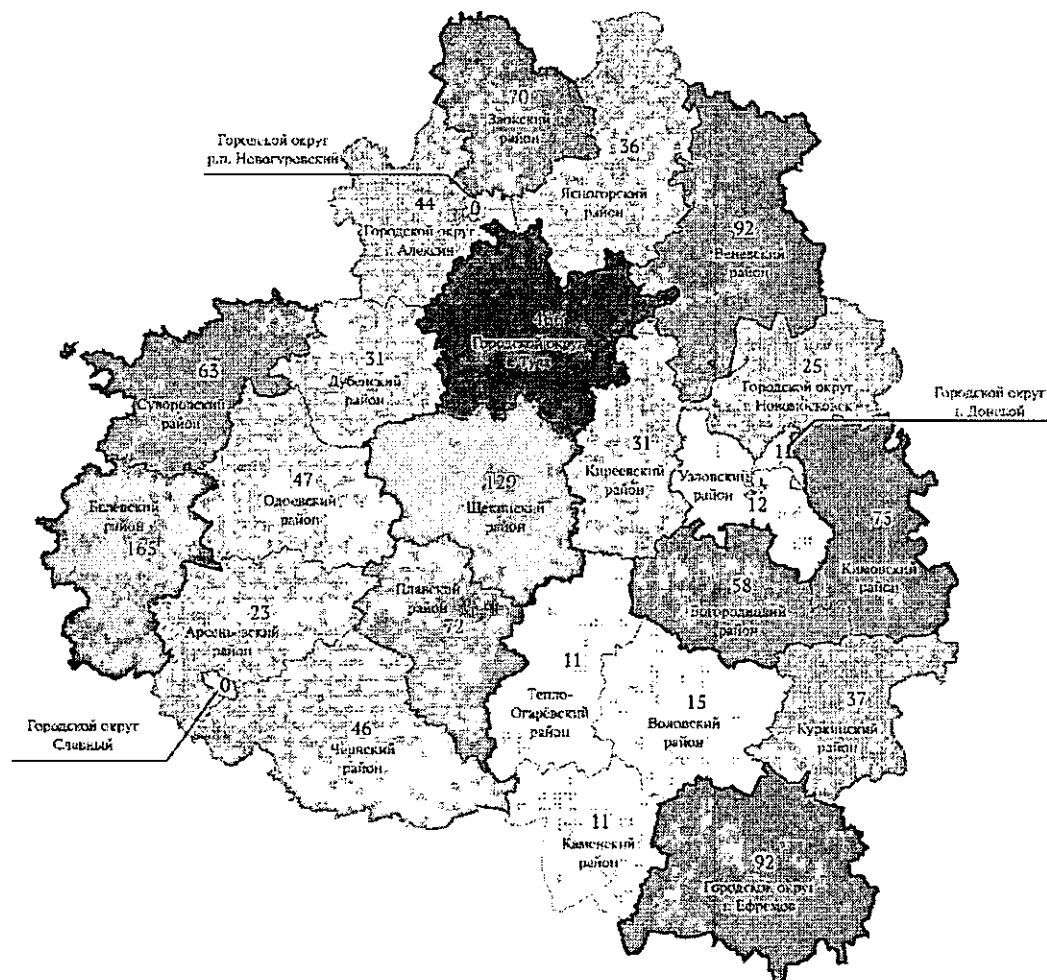 70
Заокский
район
Городской округ
р.п. Новогуровский
36
Ясногорский
район
44
0
Городской округ
г. Алексин
92
Веневский
район
Городской округ
г. Тула
63
Суворовский
район
31
Дубенский
район
25
Городской округ
г. Новомосковск
Городской округ
г. Донской
31
Киреевский
район
11
Узловский
район
12
47
Одоевский
район
129
Щекинский
район
Белёвский
район
165
73
Кимовский
район
58
Богородицкий
район
Плавский
район
72
23
Арсеньевский
район
0
Городской округ
Славный
46
Чернский
район
11
Тепло-
Огарёвский
район
15
Воловский
район
37
Куркинский
район
11
Каменский
район
92
Городской округ
г. Ефремов